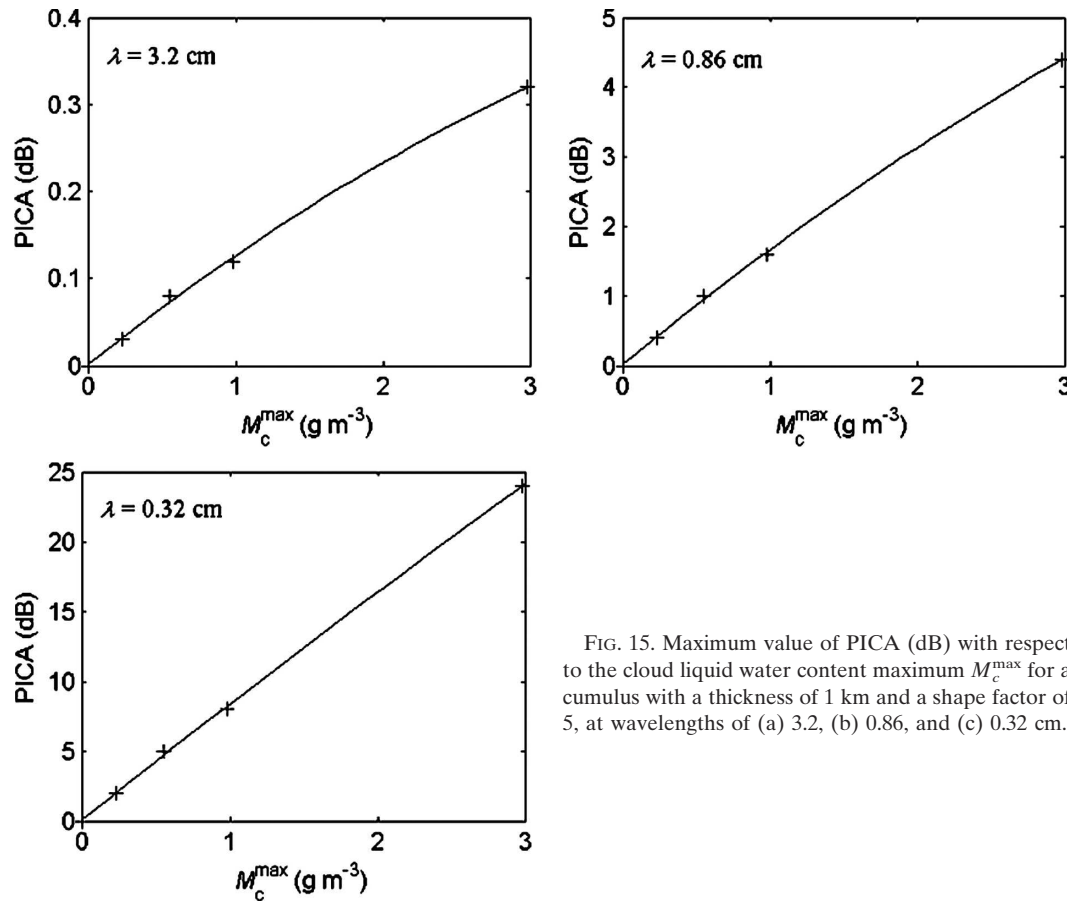 λ = 3.2 cm
PICA (dB)
0.4
0.3
0.2
0.1
0
0 1 2 3
M_c^max (g m⁻³)
λ = 0.86 cm
PICA (dB)
5
4
3
2
1
0
0 1 2 3
M_c^max (g m⁻³)
λ = 0.32 cm
PICA (dB)
25
20
15
10
5
0
0 1 2 3
M_c^max (g m⁻³)
FIG. 15. Maximum value of PICA (dB) with respect
to the cloud liquid water content maximum M_c^max for a
cumulus with a thickness of 1 km and a shape factor of
5, at wavelengths of (a) 3.2, (b) 0.86, and (c) 0.32 cm.